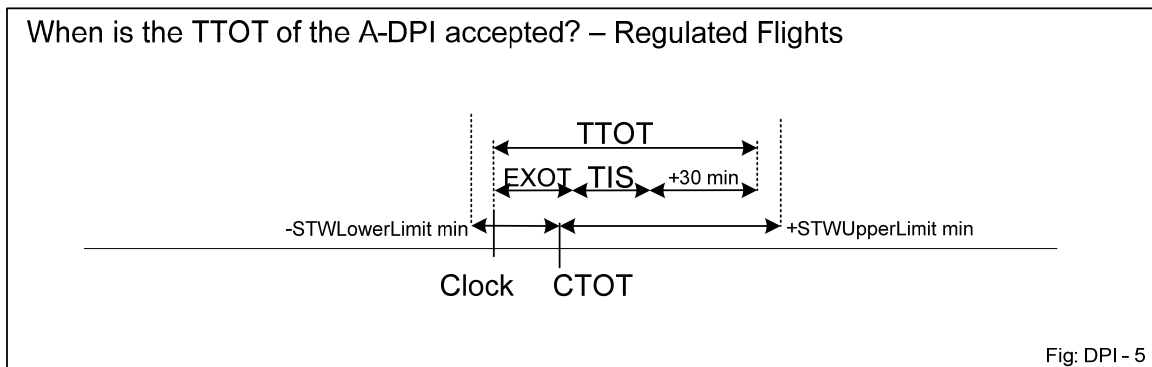 When is the TTOT of the A-DPI accepted? – Regulated Flights
TTOT
EXOT TIS +30 min
-STWLowerLimit min +STWUpperLimit min
Clock CTOT
Fig: DPI - 5